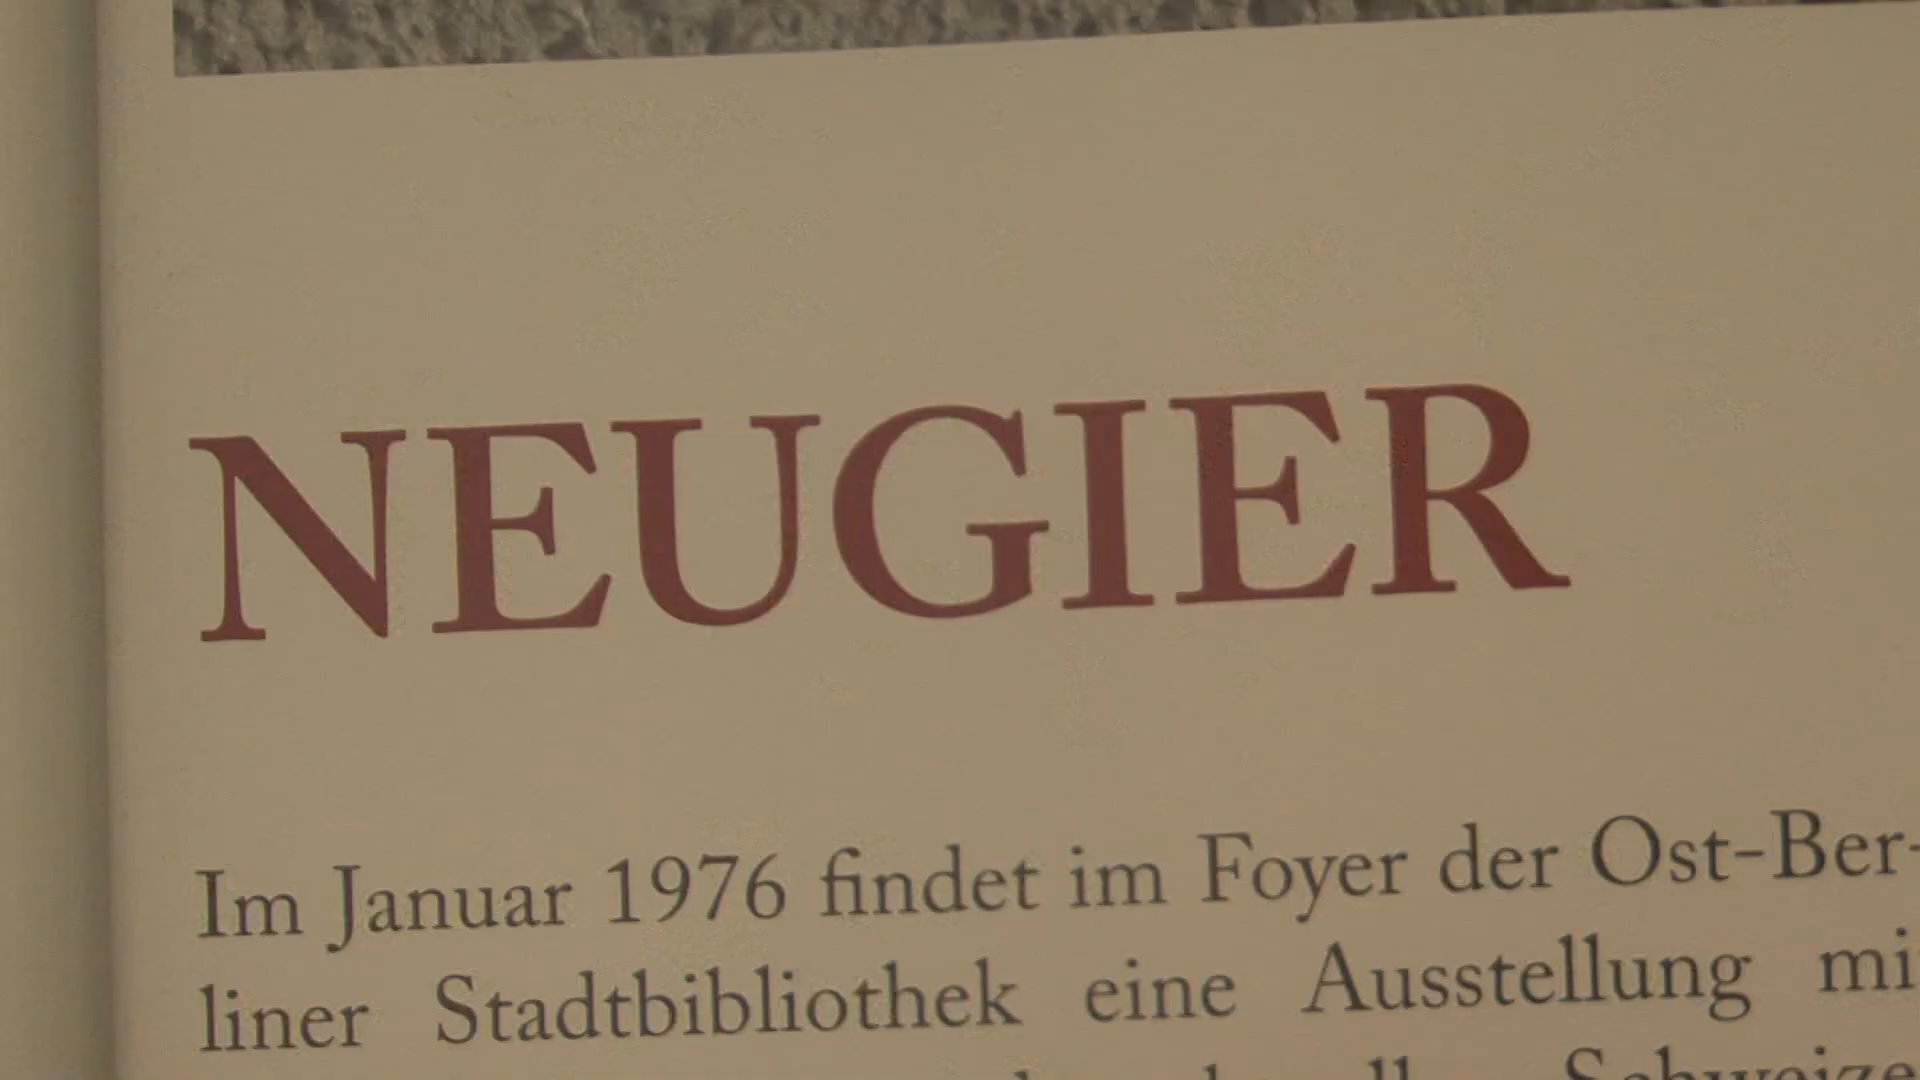 NEUGIER
Im Januar 1976 findet im Foyer der Ost-Ber-
liner Stadtbibliothek eine Ausstellung